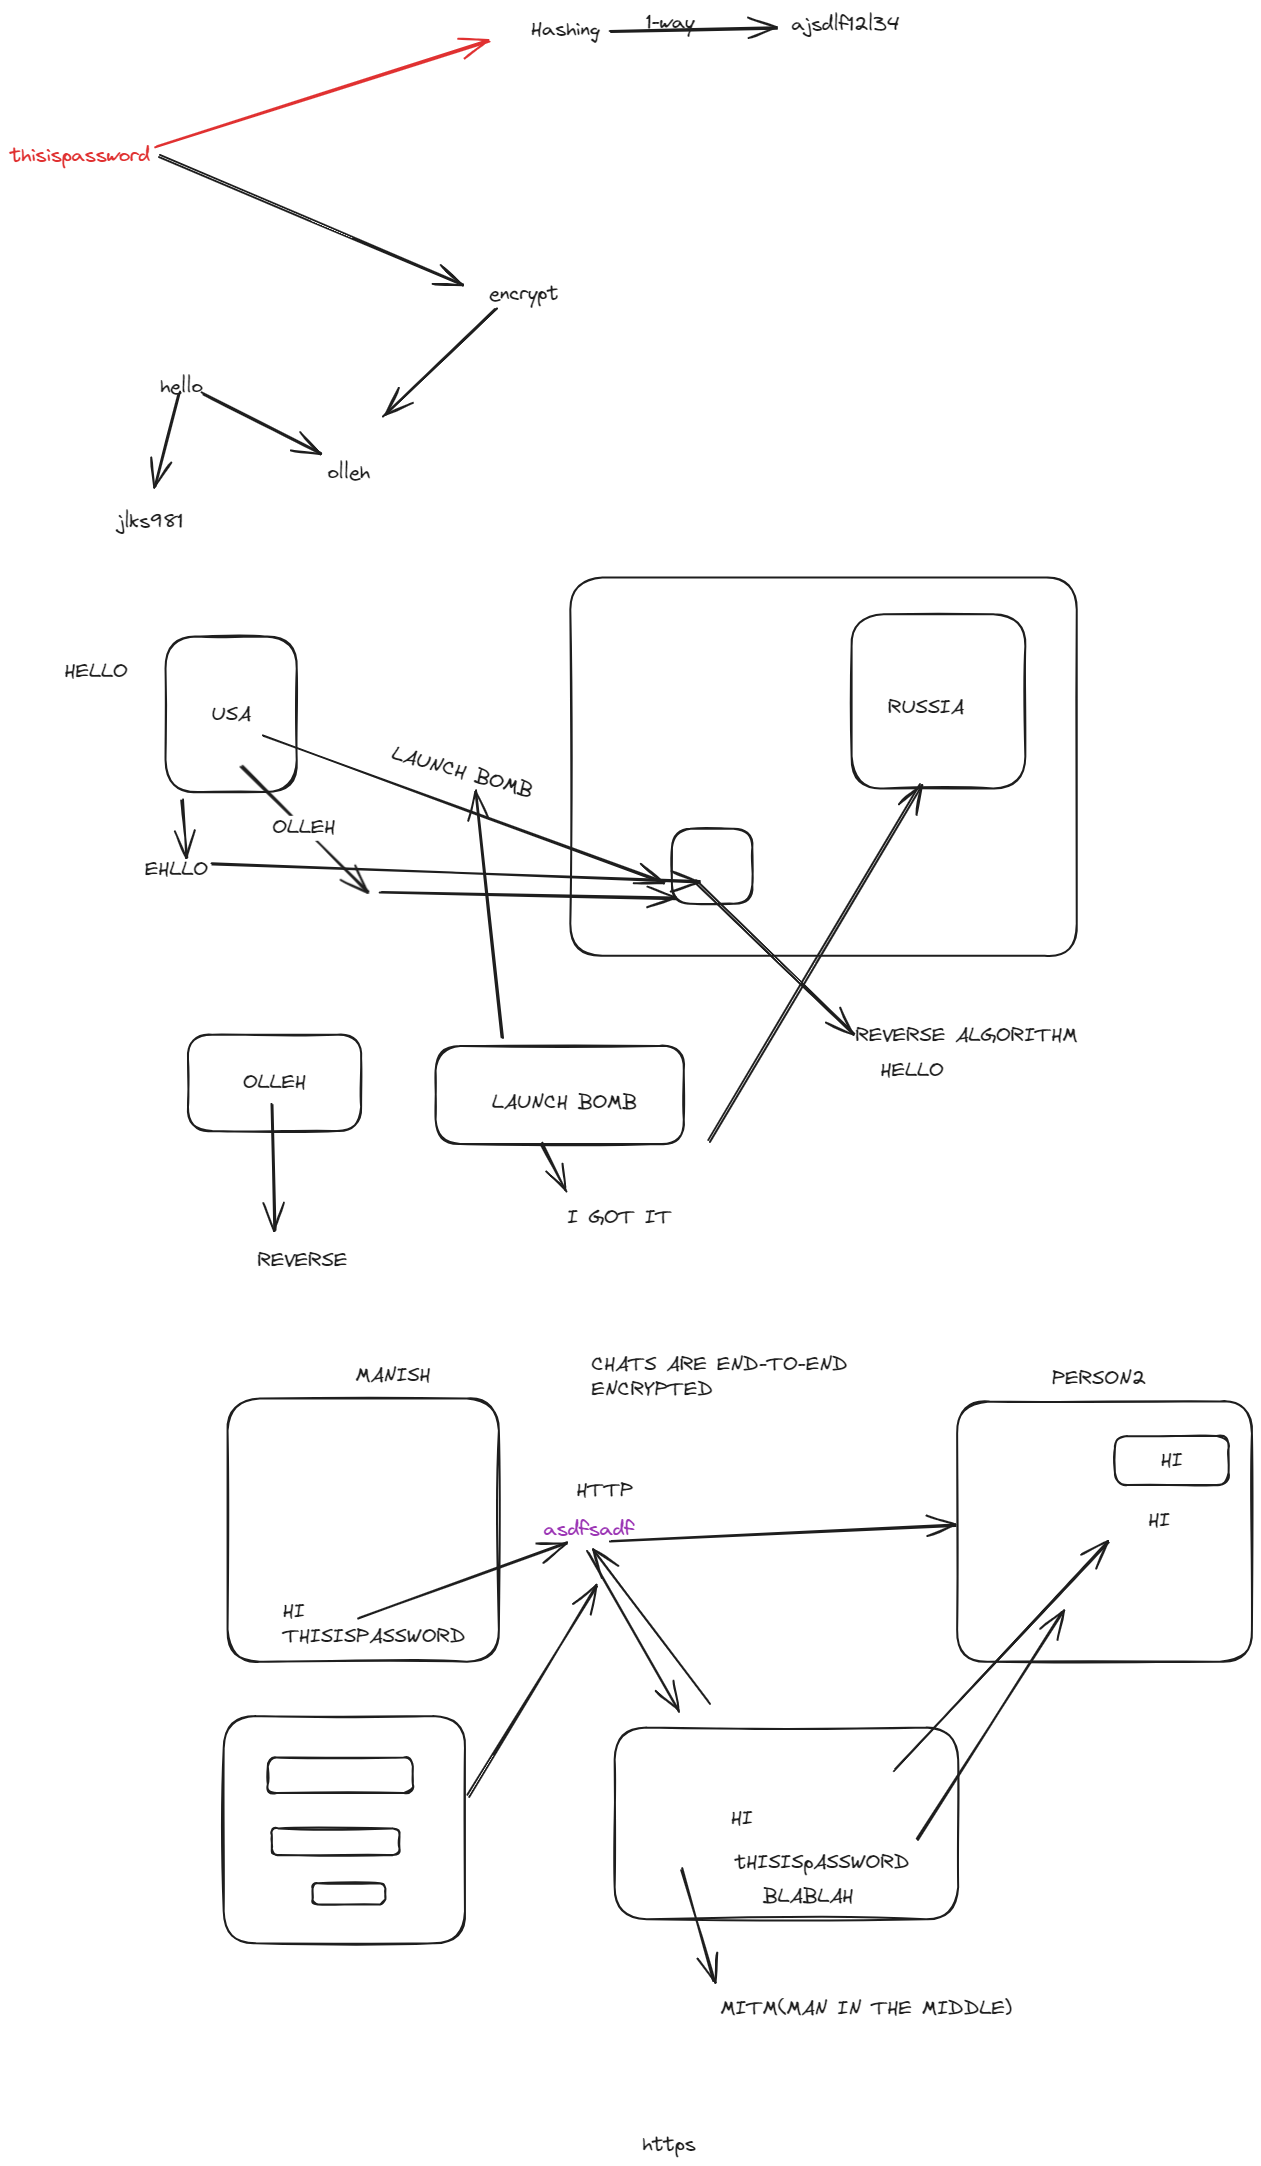 Hashing
1-way
ajsdlf12l34
thisispassword
encrypt
hello
olleh
jlks981
HELLO
USA
RUSSIA
LAUNCH BOMB
OLLEH
EHLLO
REVERSE ALGORITHM
HELLO
OLLEH
LAUNCH BOMB
I GOT IT
REVERSE
MANISH
CHATS ARE END-TO-END
ENCRYPTED
PERSON2
HI
HTTP
asdfsadf
HI
HI
THISISPASSWORD
HI
tHISISpASSWORD
BLABLAH
MITM(MAN IN THE MIDDLE)
https